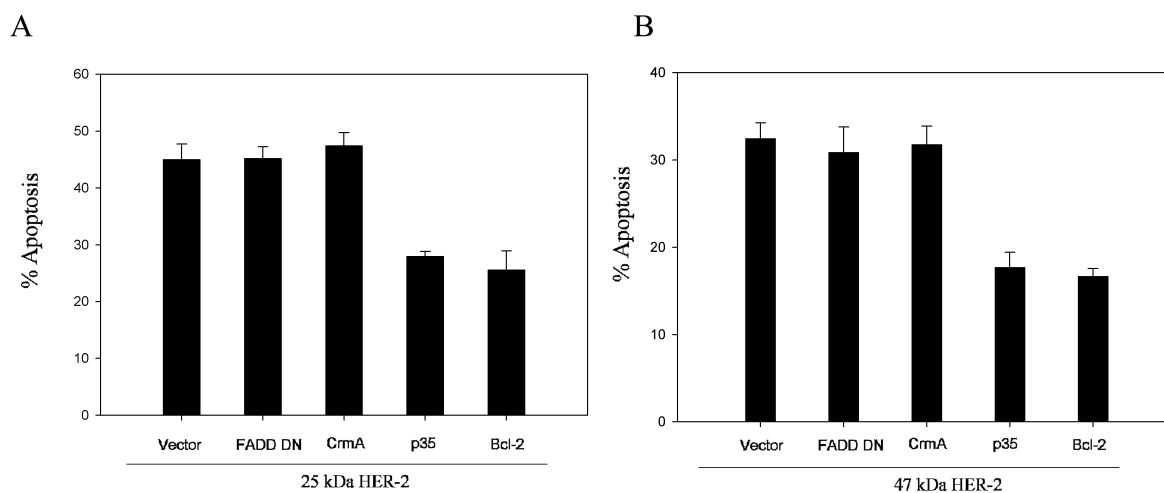 A
B
% Apoptosis
60
50
40
30
20
10
0
Vector FADD DN CrmA p35 Bcl-2
25 kDa HER-2
% Apoptosis
40
30
20
10
0
Vector FADD DN CrmA p35 Bcl-2
47 kDa HER-2